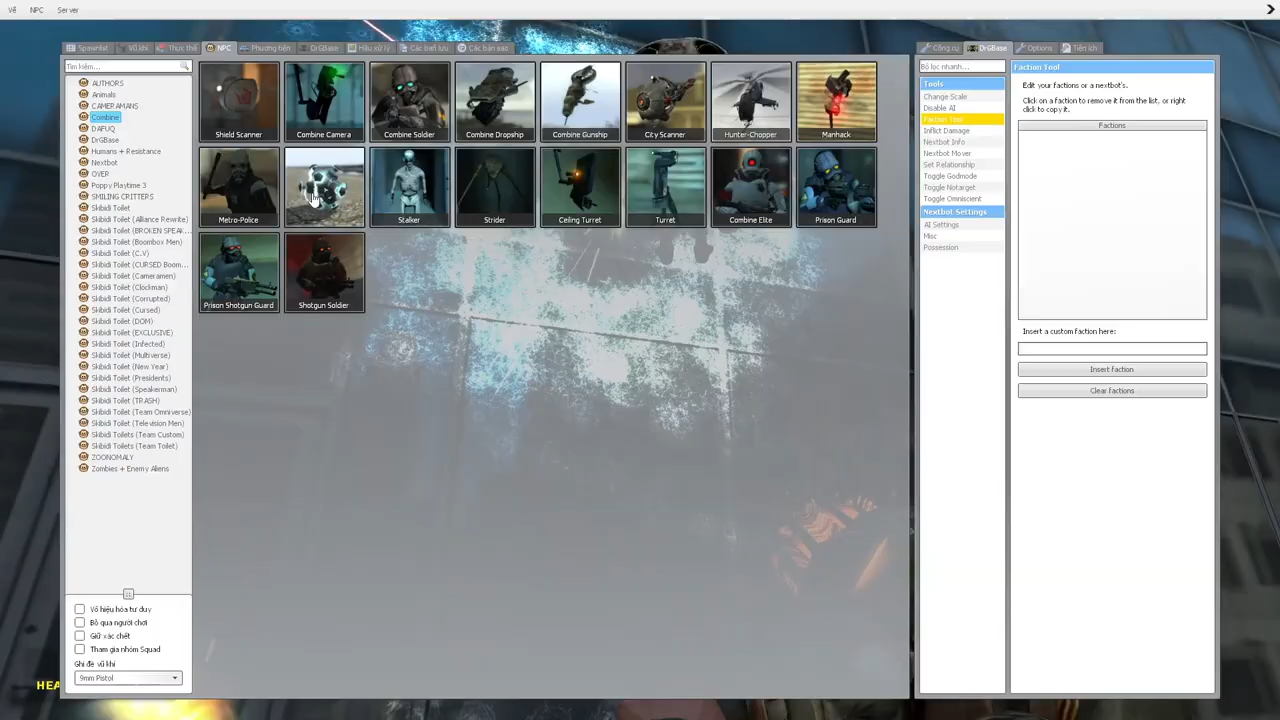 Vẽ NPC Server
Spawnlist Vũ khí Thực thể NPC Phương tiện DrGBase Hậu xử lý Các bản lưu Các bản sao
Công cụ DrGBase Options Tiện ích
Tìm kiếm...
AUTHORS
Animals
CAMERAMANS
Combine
DAFUQ
DrGBase
Humans + Resistance
Nextbot
OVER
Poppy Playtime 3
SMILING CRITTERS
Skibidi Toilet
Skibidi Toilet (Alliance Rewrite)
Skibidi Toilet (BROKEN SPEAK...
Skibidi Toilet (Boombox Men)
Skibidi Toilet (C.V)
Skibidi Toilet (CURSED Boom...
Skibidi Toilet (Cameramen)
Skibidi Toilet (Clockman)
Skibidi Toilet (Corrupted)
Skibidi Toilet (Cursed)
Skibidi Toilet (DOM)
Skibidi Toilet (EXCLUSIVE)
Skibidi Toilet (Infected)
Skibidi Toilet (Multiverse)
Skibidi Toilet (New Year)
Skibidi Toilet (Presidents)
Skibidi Toilet (Speakerman)
Skibidi Toilet (TRASH)
Skibidi Toilet (Team Omniverse)
Skibidi Toilet (Television Men)
Skibidi Toilets (Team Custom)
Skibidi Toilets (Team Toilet)
ZOONOMALY
Zombies + Enemy Aliens
Vô hiệu hóa tư duy
Bỏ qua người chơi
Giữ xác chết
Tham gia nhóm Squad
Ghi đè vũ khí
9mm Pistol
HEA
Shield Scanner Combine Camera Combine Soldier Combine Dropship Combine Gunship City Scanner Hunter-Chopper Manhack
Metro-Police Stalker Strider Ceiling Turret Turret Combine Elite Prison Guard
Prison Shotgun Guard Shotgun Soldier
Bộ lọc nhanh...
Tools
Change Scale
Disable AI
Faction Tool
Inflict Damage
Nextbot Info
Nextbot Mover
Set Relationship
Toggle Godmode
Toggle Notarget
Toggle Omniscient
Nextbot Settings
AI Settings
Misc
Possession
Faction Tool
Edit your factions or a nextbot's.
Click on a faction to remove it from the list, or right
click to copy it.
Factions
Insert a custom faction here:
Insert faction
Clear factions